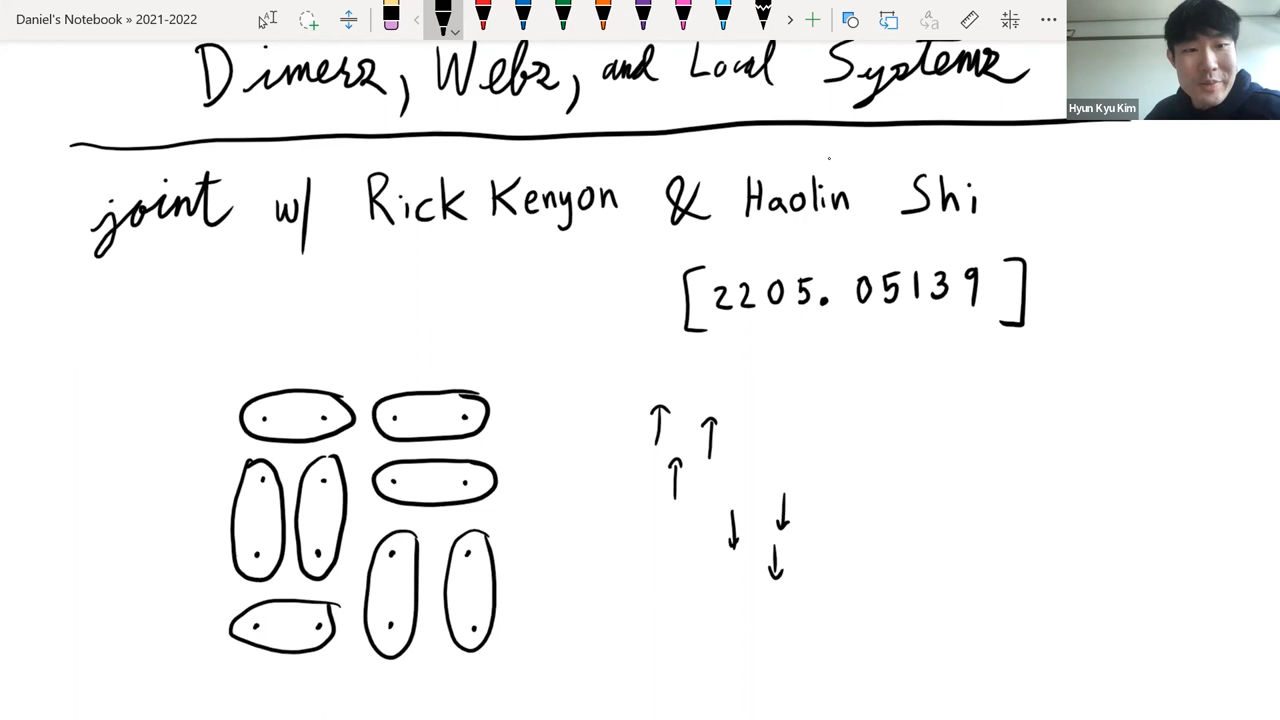 Daniel's Notebook » 2021-2022
Dimers, Webs, and Local Systems
Hyun Kyu Kim
joint w/ Rick Kenyon & Haolin Shi
[2205.05139]